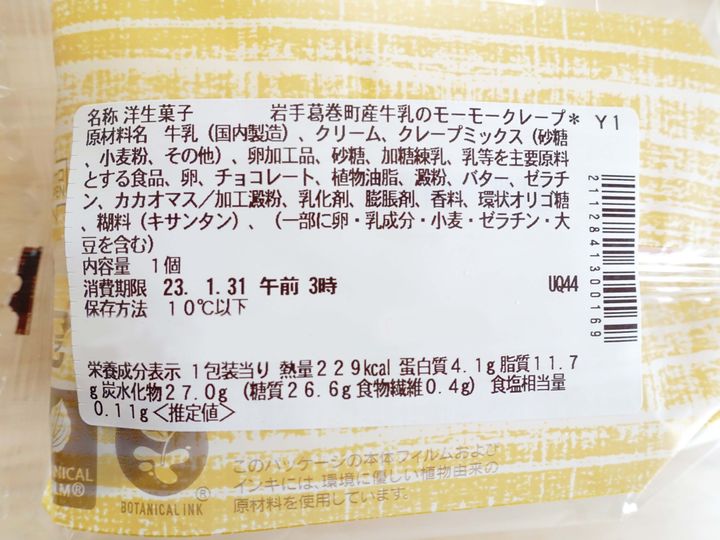 名称 洋生菓子 岩手葛巻町産牛乳のモーモークレープ* Y1
原材料名 牛乳（国内製造）、クリーム、クレープミックス（砂糖
、小麦粉、その他）、卵加工品、砂糖、加糖練乳、乳等を主要原料
とする食品、卵、チョコレート、植物油脂、澱粉、バター、ゼラチ
ン、カカオマス／加工澱粉、乳化剤、膨脹剤、香料、環状オリゴ糖
、糊料（キサンタン）、（一部に卵・乳成分・小麦・ゼラチン・大
豆を含む）
内容量 1個
消費期限 23. 1.31 午前 3時 UQ44
保存方法 10℃以下
2112841300169
栄養成分表示 1包装当り 熱量229kcal 蛋白質4.1g 脂質11.7
g 炭水化物27.0g （糖質26.6g 食物繊維0.4g） 食塩相当量
0.11g＜推定値＞
NICAL
LM®
BOTANICAL INK ®
このパッケージの本体フィルムおよび
インキには、環境に優しい植物由来の
原材料を使用しています。